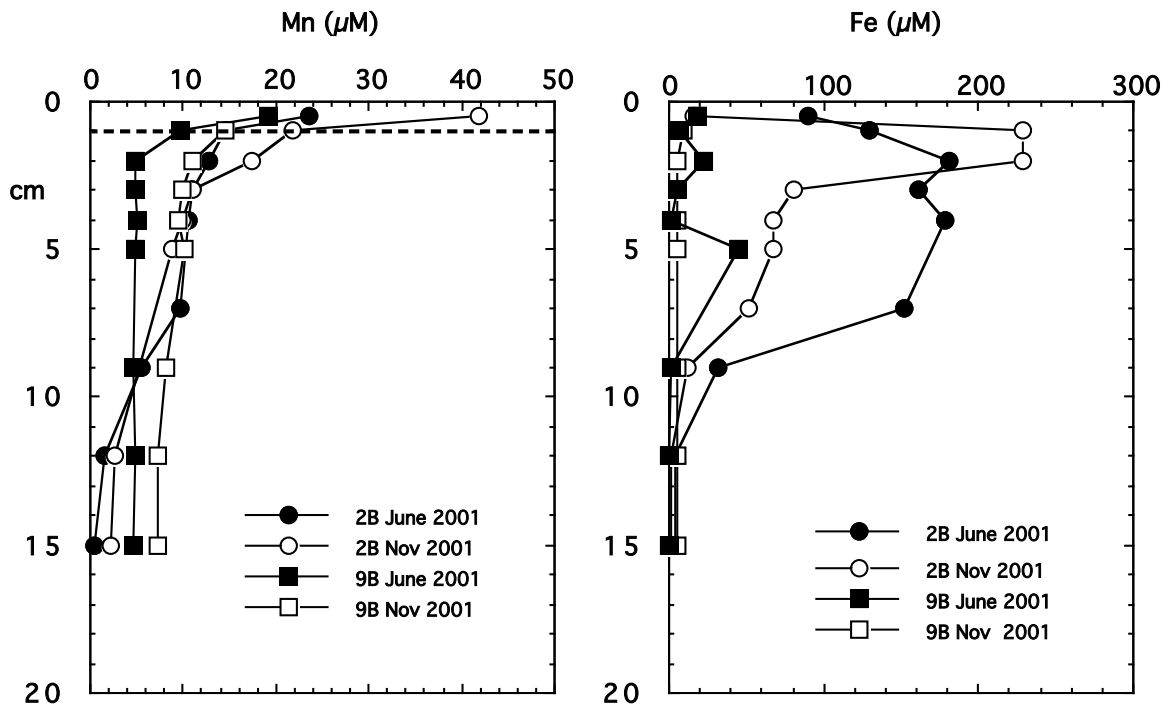 Mn (µM)
0 10 20 30 40 50
0
cm
5
10
15
20
2B June 2001
2B Nov 2001
9B June 2001
9B Nov 2001
Fe (µM)
0 100 200 300
0
5
10
15
20
2B June 2001
2B Nov 2001
9B June 2001
9B Nov 2001